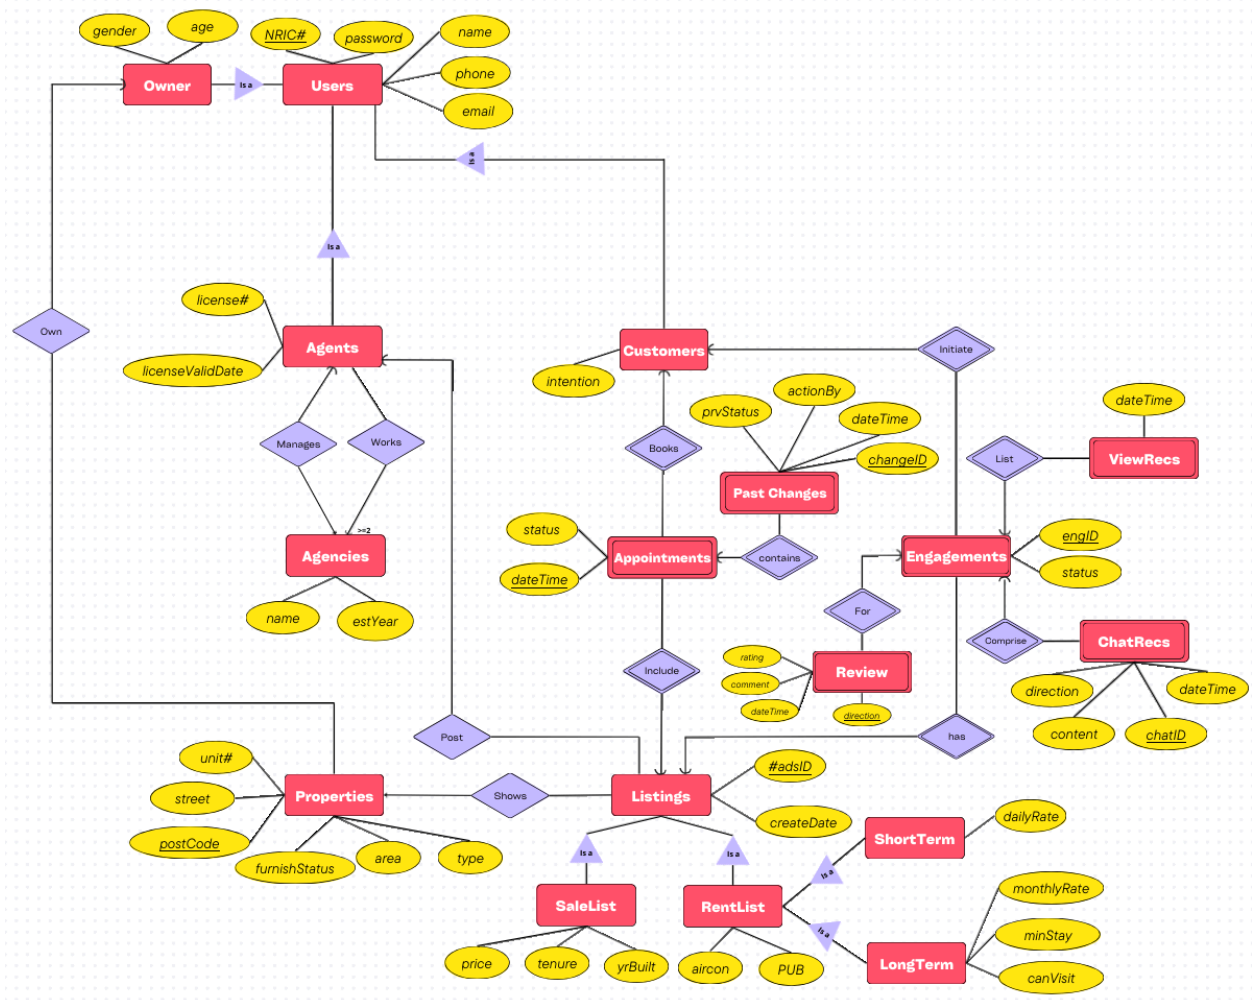 gender
age
NRIC#
password
name
phone
email
Owner
Is a
Users
Is a
Is a
license#
licenseValidDate
Agents
Own
Customers
intention
Initiate
Manages
Works
Books
prvStatus
actionBy
dateTime
changeID
Past Changes
dateTime
List
ViewRecs
>=2
Agencies
name
estYear
status
dateTime
Appointments
contains
Engagements
engID
status
For
Comprise
ChatRecs
direction
content
chatID
dateTime
Include
rating
comment
dateTime
Review
direction
Post
has
unit#
street
postCode
Properties
furnishStatus
area
type
Shows
Listings
#adsID
createDate
Is a
Is a
SaleList
price
tenure
yrBuilt
RentList
aircon
PUB
Is a
Is a
ShortTerm
dailyRate
LongTerm
monthlyRate
minStay
canVisit